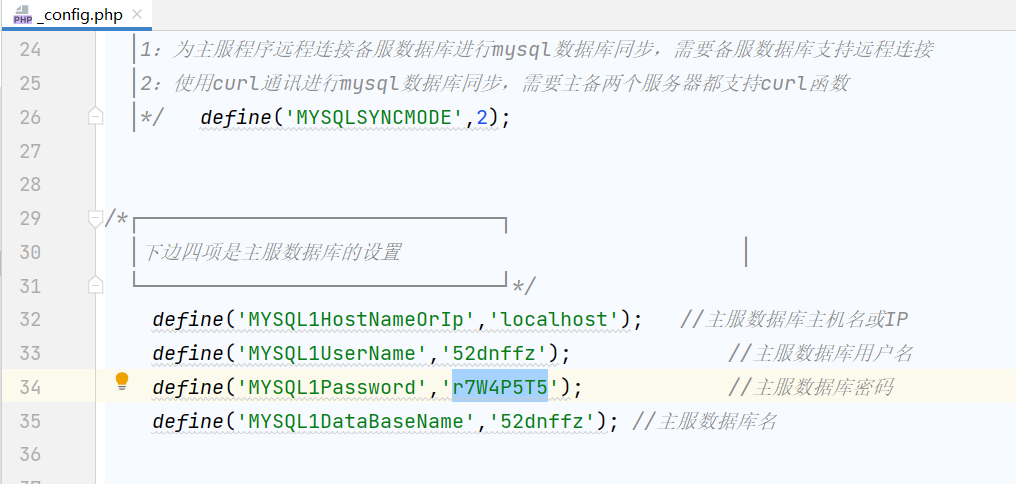 _config.php
24 1：为主服程序远程连接备服数据库进行mysql数据库同步，需要备服数据库支持远程连接
25 2：使用curl通讯进行mysql数据库同步，需要主备两个服务器都支持curl函数
26 */ define('MYSQLSYNCMODE',2);
27
28
29 /*
30 下边四项是主服数据库的设置
31 */
32 define('MYSQL1HostNameOrIp','localhost'); //主服数据库主机名或IP
33 define('MYSQL1UserName','52dnffz'); //主服数据库用户名
34 define('MYSQL1Password','r7W4P5T5'); //主服数据库密码
35 define('MYSQL1DataBaseName','52dnffz'); //主服数据库名
36